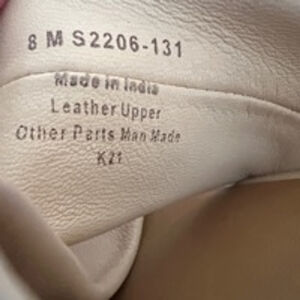 8 M S2206-131
Made in India
Leather Upper
Other Parts Man Made
K21